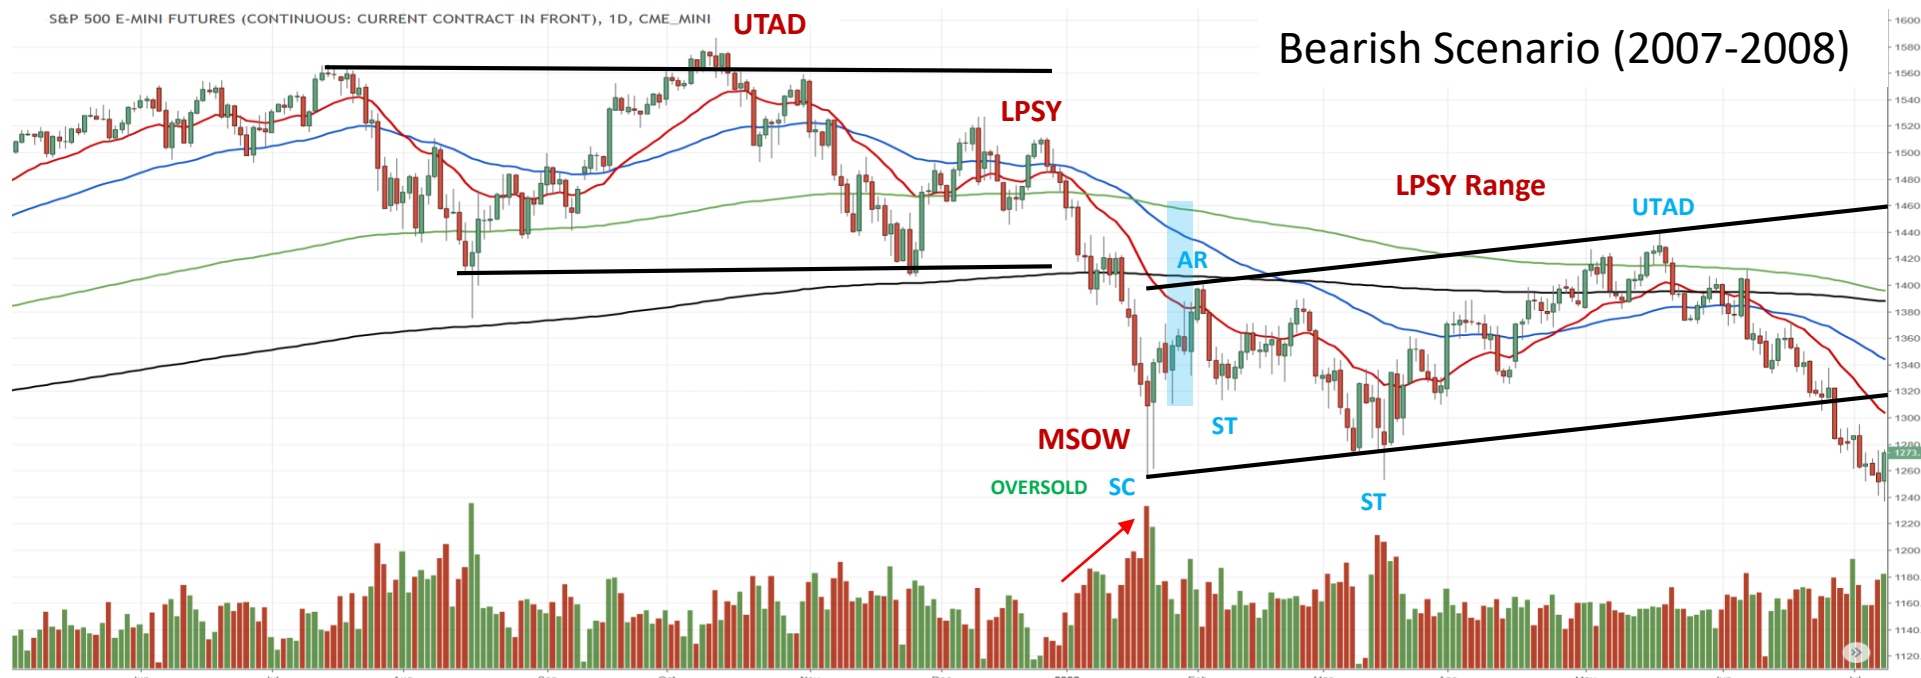 S&P 500 E-MINI FUTURES (CONTINUOUS: CURRENT CONTRACT IN FRONT), 1D, CME_MINI
UTAD
Bearish Scenario (2007-2008)
LPSY
LPSY Range
UTAD
AR
ST
MSOW
OVERSOLD
SC
ST
1600
1580
1560
1540
1520
1500
1480
1460
1440
1420
1400
1380
1360
1340
1320
1300
1280
1273.
1260
1240
1220
1200
1180
1160
1140
1120